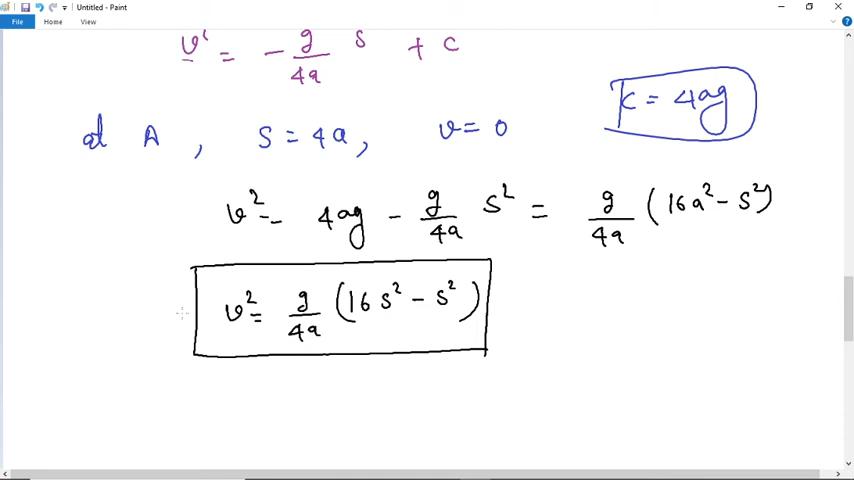 Untitled - Paint
File Home View
v² = - g/4a s + c
c = 4ag
at A , s = 4a, v = 0
v² = 4ag - g/4a s² = g/4a (16a² - s²)
v² = g/4a (16 s² - s²)